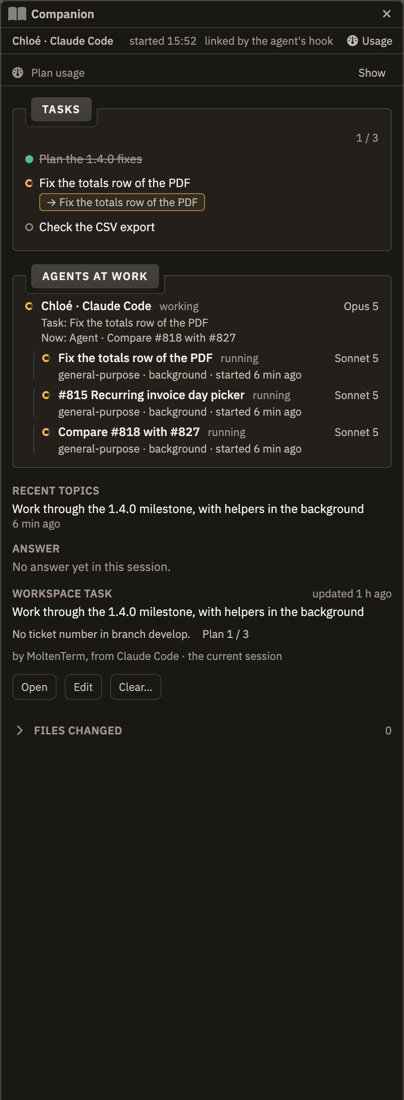 Companion
Chloé · Claude Code started 15:52 linked by the agent's hook Usage
Plan usage Show
TASKS
1 / 3
Plan the 1.4.0 fixes
Fix the totals row of the PDF
→ Fix the totals row of the PDF
Check the CSV export
AGENTS AT WORK
Chloé · Claude Code working Opus 5
Task: Fix the totals row of the PDF
Now: Agent · Compare #818 with #827
Fix the totals row of the PDF running Sonnet 5
general-purpose · background · started 6 min ago
#815 Recurring invoice day picker running Sonnet 5
general-purpose · background · started 6 min ago
Compare #818 with #827 running Sonnet 5
general-purpose · background · started 6 min ago
RECENT TOPICS
Work through the 1.4.0 milestone, with helpers in the background
6 min ago
ANSWER
No answer yet in this session.
WORKSPACE TASK updated 1 h ago
Work through the 1.4.0 milestone, with helpers in the background
No ticket number in branch develop. Plan 1 / 3
by MoltenTerm, from Claude Code · the current session
Open Edit Clear...
FILES CHANGED 0